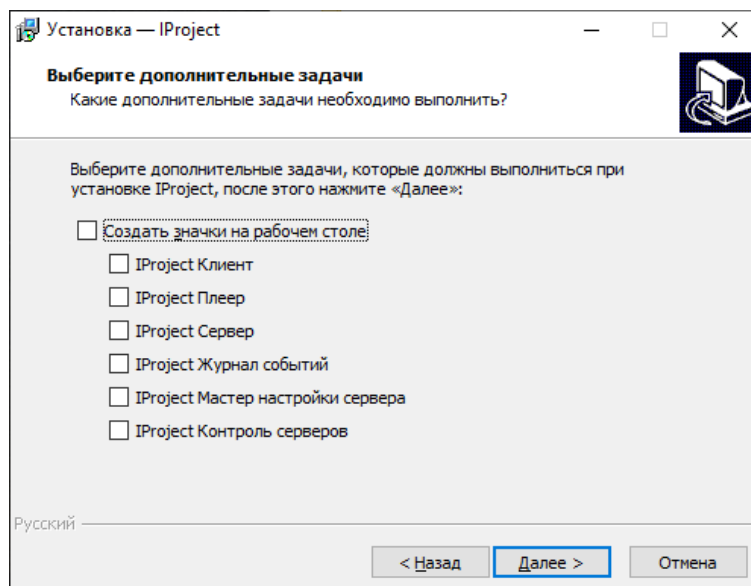 Установка — IProject
Выберите дополнительные задачи
Какие дополнительные задачи необходимо выполнить?
Выберите дополнительные задачи, которые должны выполниться при
установке IProject, после этого нажмите «Далее»:
Создать значки на рабочем столе
IProject Клиент
IProject Плеер
IProject Сервер
IProject Журнал событий
IProject Мастер настройки сервера
IProject Контроль серверов
Русский
< Назад
Далее >
Отмена